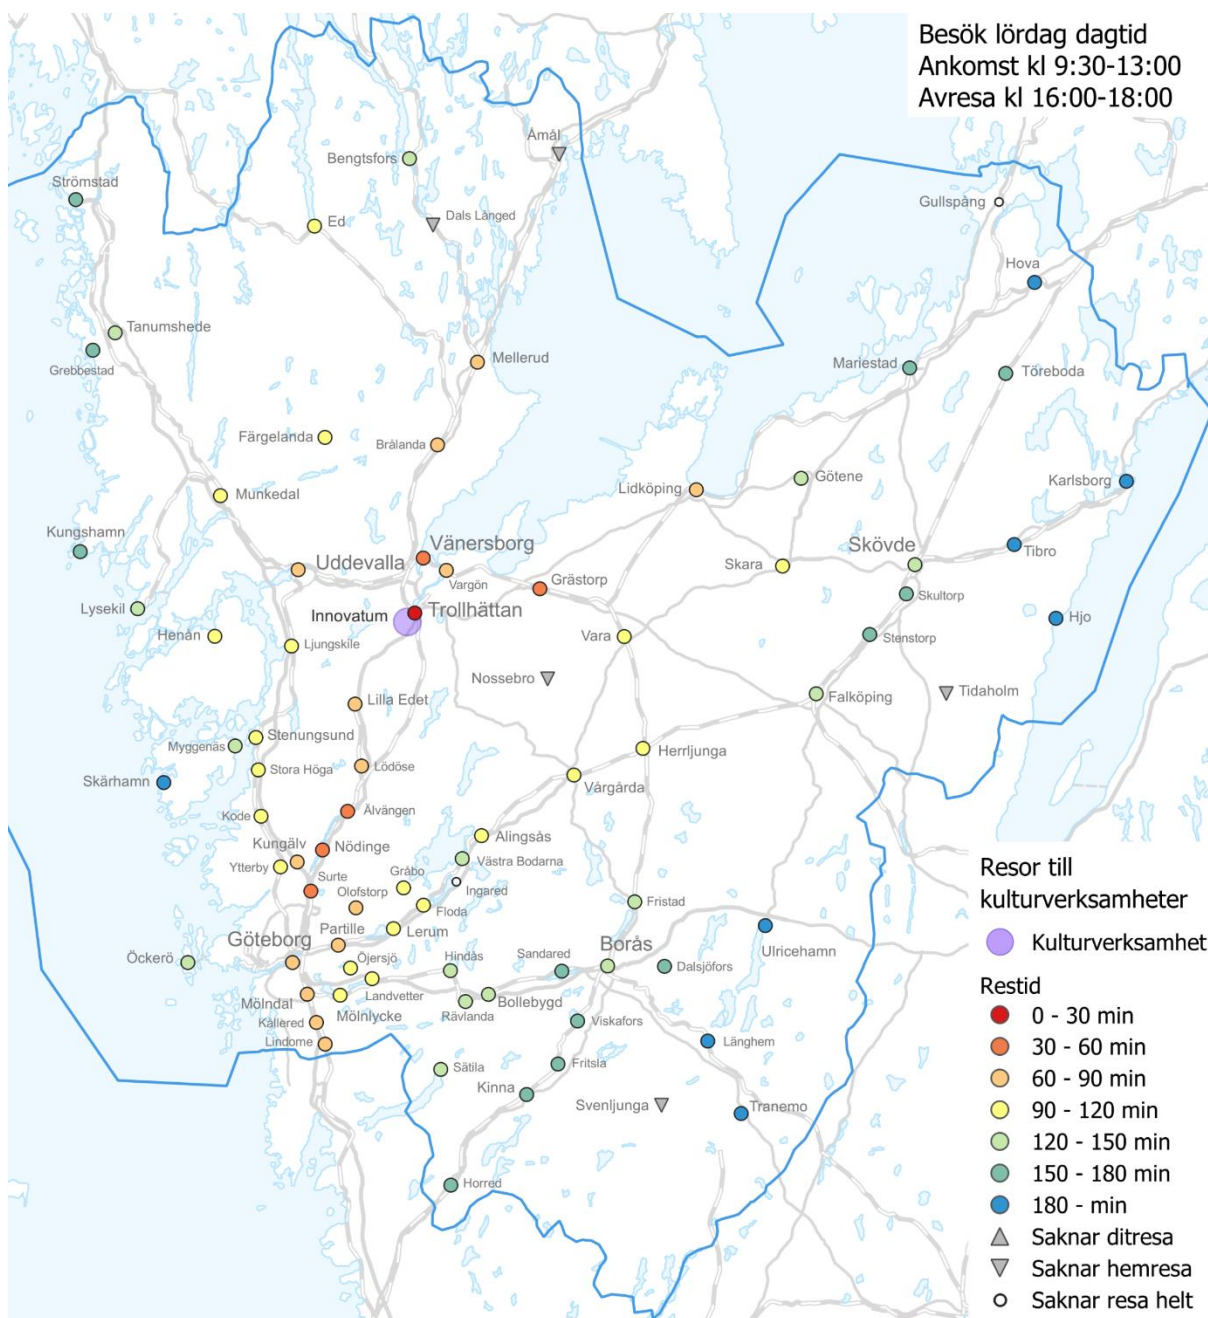 Besök lördag dagtid
Ankomst kl 9:30-13:00
Avresa kl 16:00-18:00
Åmål
Bengtsfors
Strömstad
Gullspång
Dals Långed
Ed
Hova
Tanumshede
Mellerud
Mariestad
Töreboda
Grebbestad
Färgelanda
Brålanda
Götene
Karlsborg
Lidköping
Munkedal
Kungshamn
Vänersborg
Skövde
Tibro
Uddevalla
Skara
Vargön
Grästorp
Skultorp
Lysekil
Innovatum
Trollhättan
Hjo
Henån
Vara
Stenstorp
Ljungskile
Nossebro
Tidaholm
Lilla Edet
Falköping
Stenungsund
Myggenäs
Herrljunga
Stora Höga
Lödöse
Skärhamn
Vårgårda
Älvängen
Kode
Alingsås
Kungälv
Nödinge
Västra Bodarna
Ytterby
Gråbo
Surte
Ingared
Olofstorp
Fristad
Floda
Partille
Lerum
Ulricehamn
Göteborg
Borås
Öckerö
Öjersjö
Hindås
Sandared
Dalsjöfors
Landvetter
Bollebygd
Mölndal
Mölnlycke
Rävlanda
Kållered
Viskafors
Lindome
Länghem
Sätila
Fritsla
Kinna
Svenljunga
Tranemo
Horred
Resor till
kulturverksamheter
Kulturverksamhet
Restid
0 - 30 min
30 - 60 min
60 - 90 min
90 - 120 min
120 - 150 min
150 - 180 min
180 - min
Saknar ditresa
Saknar hemresa
Saknar resa helt